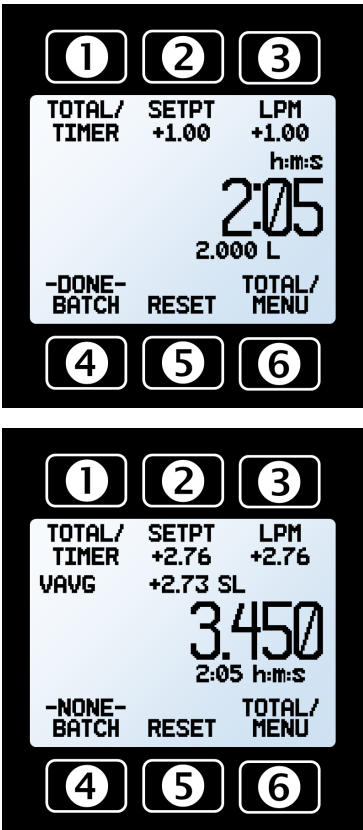 1 2 3
TOTAL/ SETPT LPM
TIMER +1.00 +1.00
h:m:s
2:05
2.000 L
-DONE- TOTAL/
BATCH RESET MENU
4 5 6
1 2 3
TOTAL/ SETPT LPM
TIMER +2.76 +2.76
VAVG +2.73 SL
3.450
2:05 h:m:s
-NONE- TOTAL/
BATCH RESET MENU
4 5 6